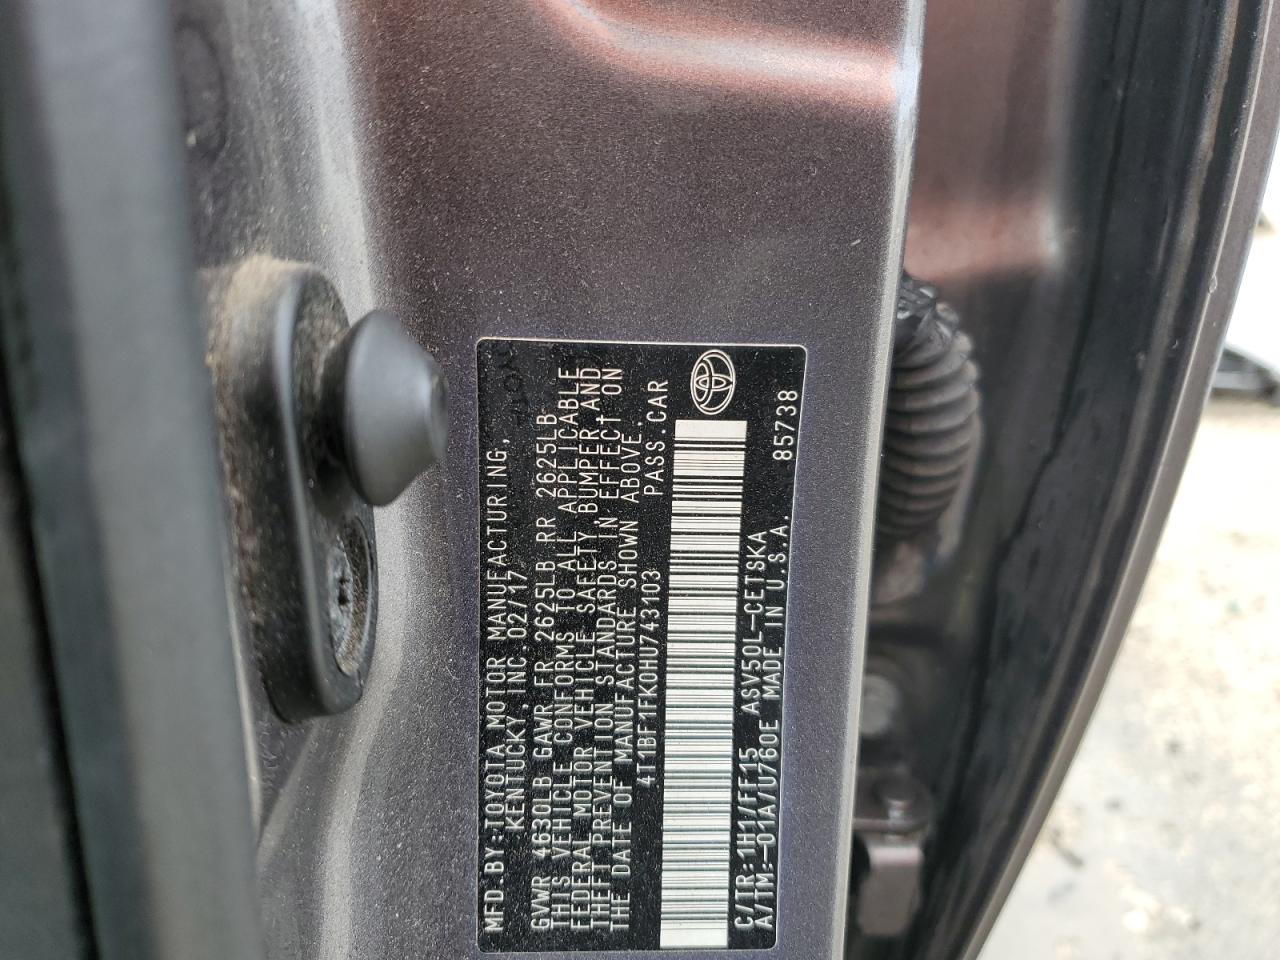 MFD.BY:TOYOTA MOTOR MANUFACTURING,
KENTUCKY,INC.02/17
GVWR 4630LB GAWR FR 2625LB RR 2625LB
THIS VEHICLE CONFORMS TO ALL APPLICABLE
FEDERAL MOTOR VEHICLE SAFETY,BUMPER,AND
THEFT PREVENTION STANDARDS IN EFFECT ON
THE DATE OF MANUFACTURE SHOWN ABOVE.
4T1BF1FK0HU743103 PASS.CAR
C/TR:1H1/FE15 ASV50L-CETSKA
A/TM:-01A/U760E MADE IN U.S.A. 85738